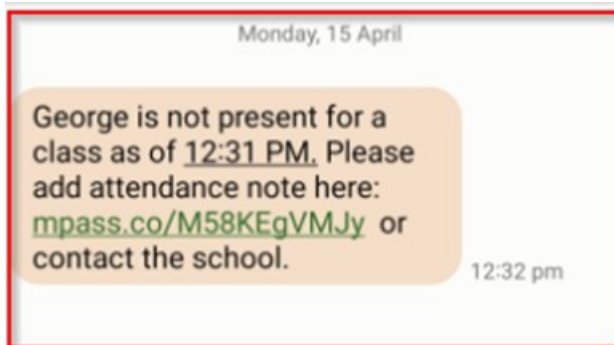 Monday, 15 April
George is not present for a
class as of 12:31 PM. Please
add attendance note here:
mpass.co/M58KEgVMJy or
contact the school.
12:32 pm